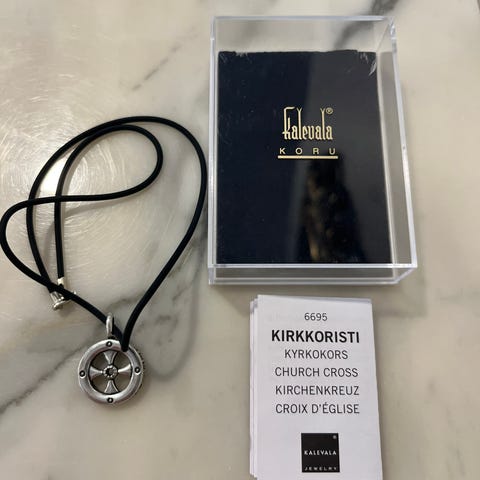 Kalevala®
KORU
6695
KIRKKORISTI
KYRKOKORS
CHURCH CROSS
KIRCHENKREUZ
CROIX D'ÉGLISE
®
KALEVALA
JEWELRY